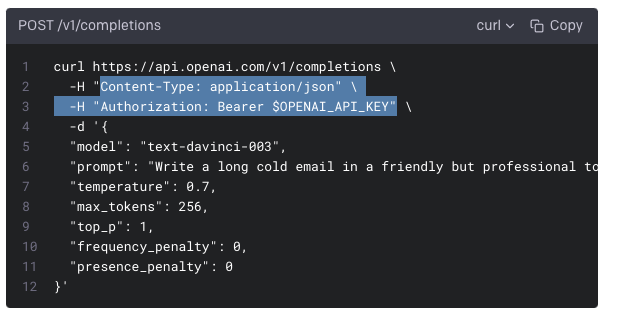 POST /v1/completions
curl
Copy
1 curl https://api.openai.com/v1/completions \
2 -H "Content-Type: application/json" \
3 -H "Authorization: Bearer $OPENAI_API_KEY" \
4 -d '{
5 "model": "text-davinci-003",
6 "prompt": "Write a long cold email in a friendly but professional to
7 "temperature": 0.7,
8 "max_tokens": 256,
9 "top_p": 1,
10 "frequency_penalty": 0,
11 "presence_penalty": 0
12 }'